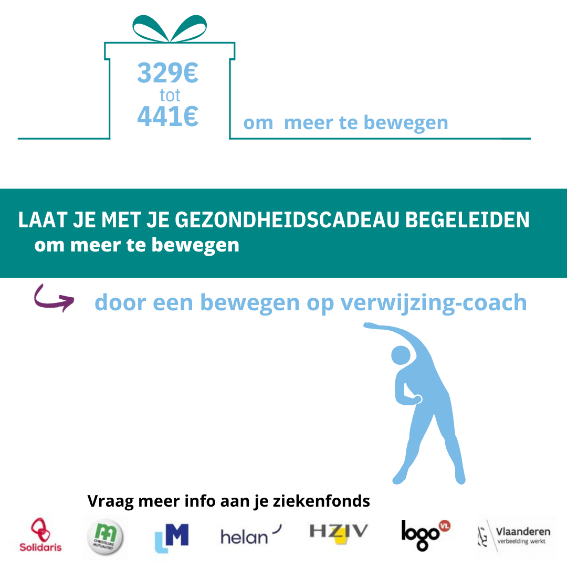 329€
tot
441€
om meer te bewegen
LAAT JE MET JE GEZONDHEIDSCADEAU BEGELEIDEN
om meer te bewegen
door een bewegen op verwijzing-coach
Vraag meer info aan je ziekenfonds
Solidaris
LM
helan
HZIV
logo VL
Vlaanderen
verbeelding werkt